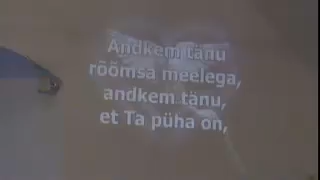 Andkem tänu
rõõmsa meelega,
andkem tänu,
et Ta püha on,